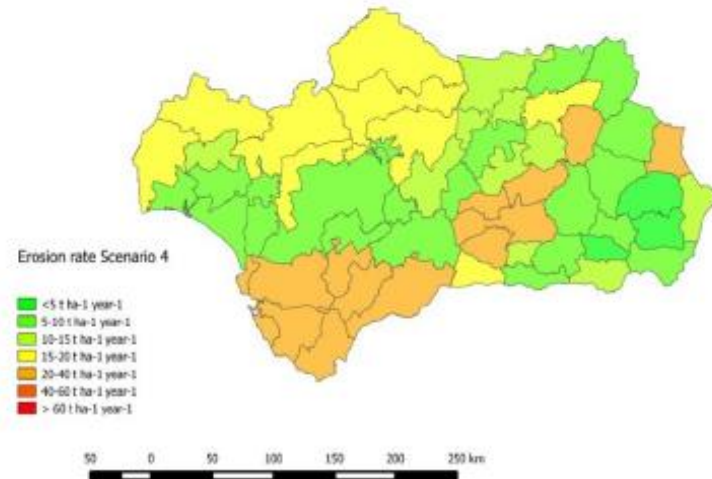 Erosion rate Scenario 4
<5 t ha-1 year-1
5-10 t ha-1 year-1
10-15 t ha-1 year-1
15-20 t ha-1 year-1
20-40 t ha-1 year-1
40-60 t ha-1 year-1
> 60 t ha-1 year-1
50 0 50 100 150 200 250 km